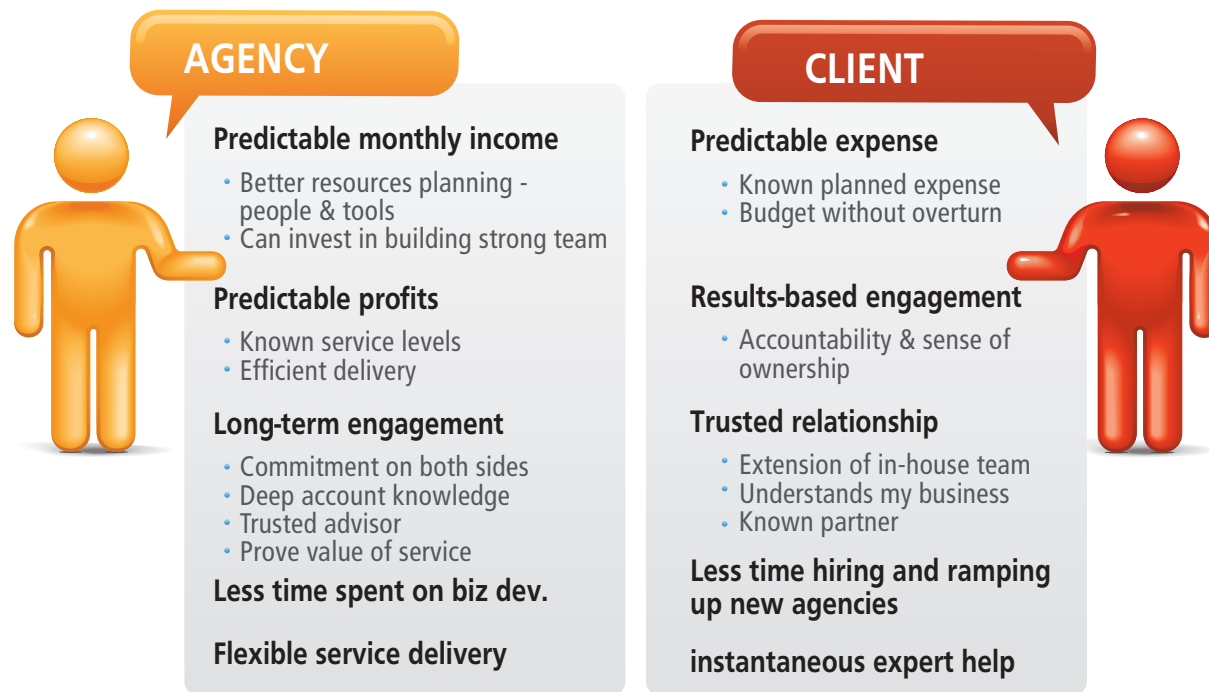 AGENCY
Predictable monthly income
• Better resources planning -
people & tools
• Can invest in building strong team
Predictable profits
• Known service levels
• Efficient delivery
Long-term engagement
• Commitment on both sides
• Deep account knowledge
• Trusted advisor
• Prove value of service
Less time spent on biz dev.
Flexible service delivery
CLIENT
Predictable expense
• Known planned expense
• Budget without overturn
Results-based engagement
• Accountability & sense of
ownership
Trusted relationship
• Extension of in-house team
• Understands my business
• Known partner
Less time hiring and ramping
up new agencies
instantaneous expert help